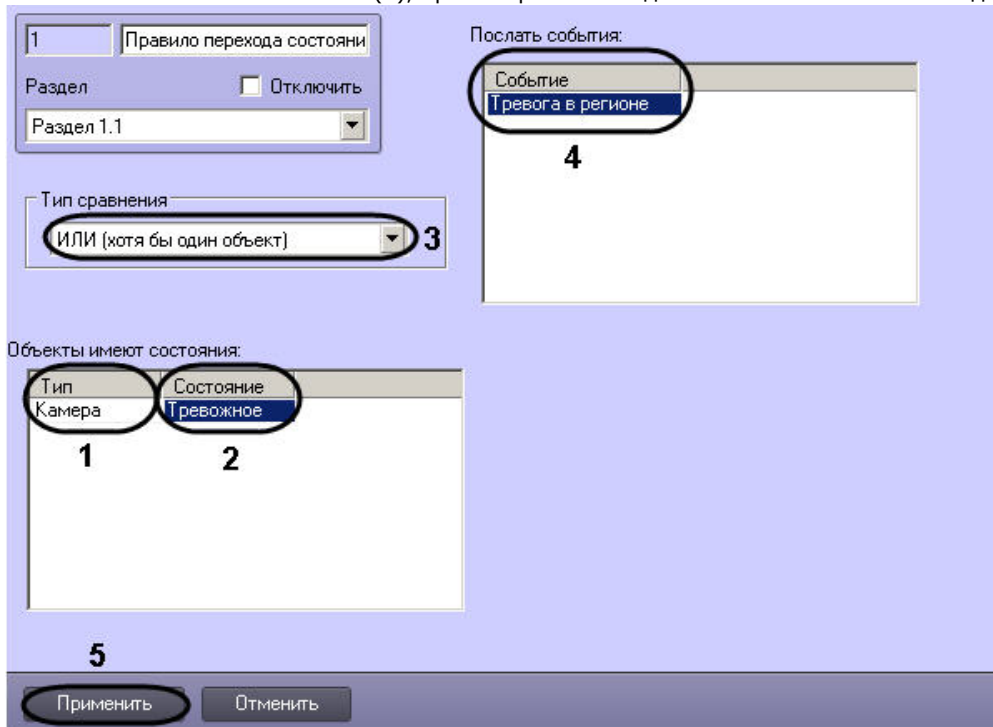 1
Правило перехода состояни
Раздел
Отключить
Раздел 1.1
Послать события:
Событие
Тревога в регионе
4
Тип сравнения
ИЛИ (хотя бы один объект)
3
Объекты имеют состояния:
Тип
Состояние
Камера
Тревожное
1
2
5
Применить
Отменить